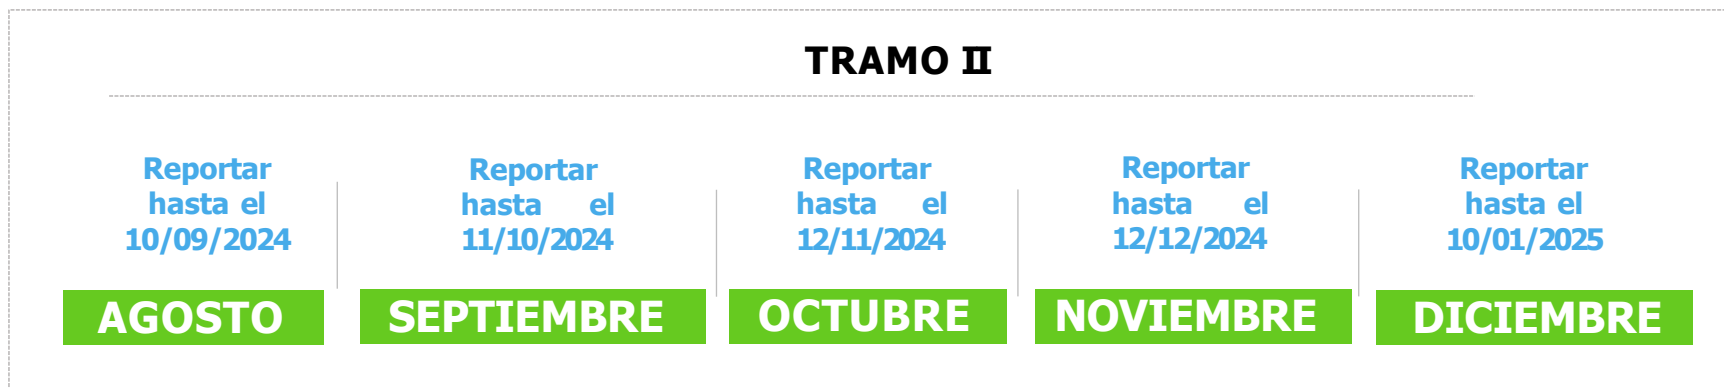 TRAMO II
Reportar
hasta el
10/09/2024
AGOSTO
Reportar
hasta el
11/10/2024
SEPTIEMBRE
Reportar
hasta el
12/11/2024
OCTUBRE
Reportar
hasta el
12/12/2024
NOVIEMBRE
Reportar
hasta el
10/01/2025
DICIEMBRE